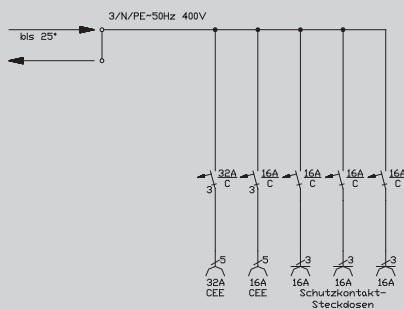 3/N/PE~50Hz 400V
bis 25²
32A 16A 16A 16A 16A
C C C C C
3 3
5 5 3 3 3
32A 16A 16A 16A 16A
CEE CEE Schutzkontakt-
Steckdosen